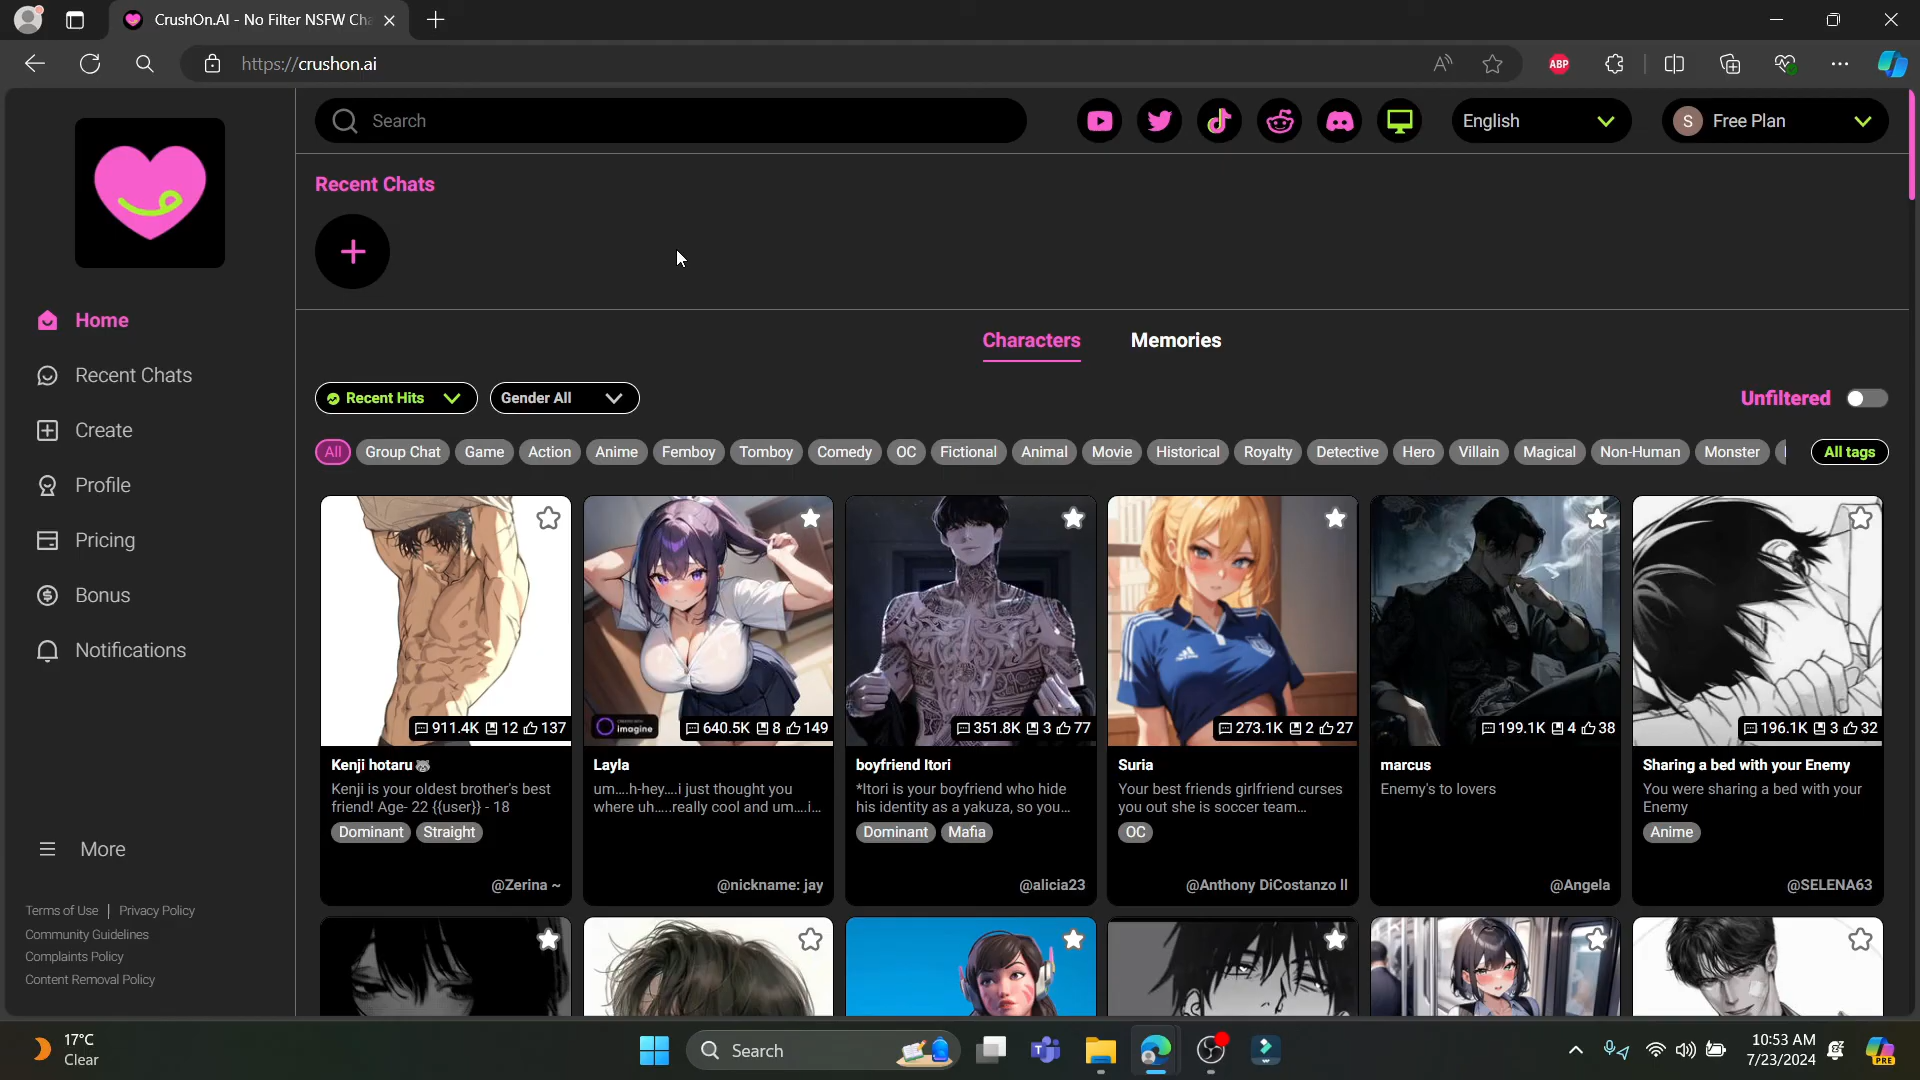 CrushOn.AI - No Filter NSFW Cha
https://crushon.ai
ABP
Search
English
S Free Plan
Recent Chats
Home
Recent Chats
Create
Profile
Pricing
Bonus
Notifications
More
Terms of Use | Privacy Policy
Community Guidelines
Complaints Policy
Content Removal Policy
Characters Memories
Recent Hits Gender All Unfiltered
All Group Chat Game Action Anime Femboy Tomboy Comedy OC Fictional Animal Movie Historical Royalty Detective Hero Villain Magical Non-Human Monster All tags
911.4K 12 137
Kenji hotaru🦝
Kenji is your oldest brother's best
friend! Age- 22 {{user}} - 18
Dominant Straight
@Zerina ~
Imagine
640.5K 8 149
Layla
um....h-hey....i just thought you
where uh.....really cool and um....i...
@nickname: jay
351.8K 3 77
boyfriend Itori
*Itori is your boyfriend who hide
his identity as a yakuza, so you...
Dominant Mafia
@alicia23
273.1K 2 27
Suria
Your best friends girlfriend curses
you out she is soccer team...
OC
@Anthony DiCostanzo II
199.1K 4 38
marcus
Enemy's to lovers
@Angela
196.1K 3 32
Sharing a bed with your Enemy
You were sharing a bed with your
Enemy
Anime
@SELENA63
17°C
Clear
Search
10:53 AM
7/23/2024
PRE